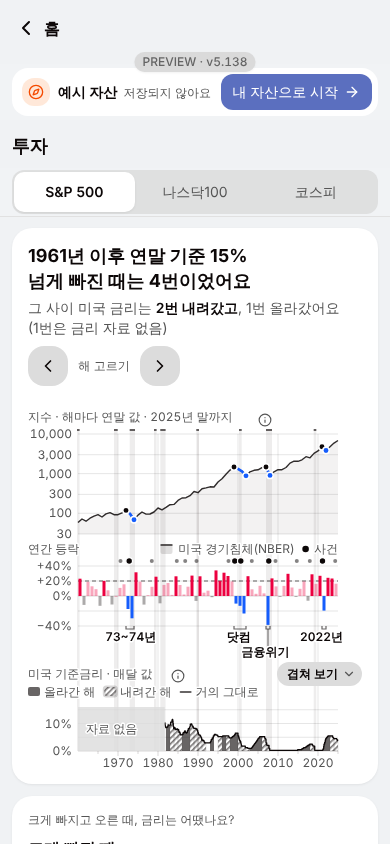 홈
PREVIEW · v5.138
예시 자산 저장되지 않아요 내 자산으로 시작
투자
S&P 500 나스닥100 코스피
1961년 이후 연말 기준 15%
넘게 빠진 때는 4번이었어요
그 사이 미국 금리는 2번 내려갔고, 1번 올라갔어요
(1번은 금리 자료 없음)
해 고르기
지수 · 해마다 연말 값 · 2025년 말까지
10,000
3,000
1,000
300
100
30
연간 등락 미국 경기침체(NBER) 사건
+40%
+20%
0%
−40%
73~74년 닷컴 2022년
금융위기
미국 기준금리 · 매달 값 겹쳐 보기
올라간 해 내려간 해 거의 그대로
10%
자료 없음
0%
1970 1980 1990 2000 2010 2020
크게 빠지고 오른 때, 금리는 어땠나요?